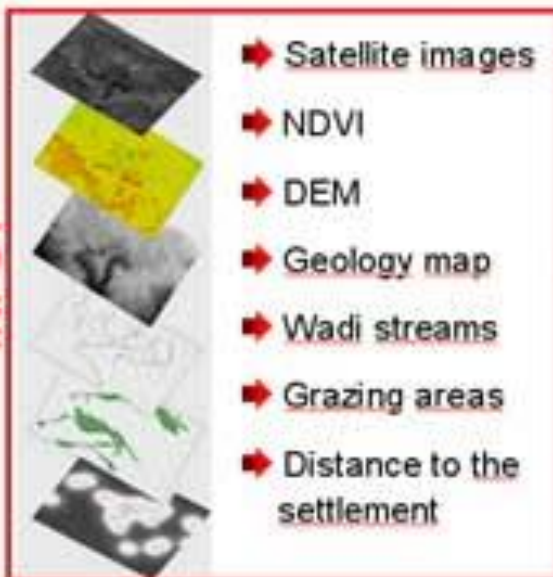 Satellite images
NDVI
DEM
Geology map
Wadi streams
Grazing areas
Distance to the
settlement